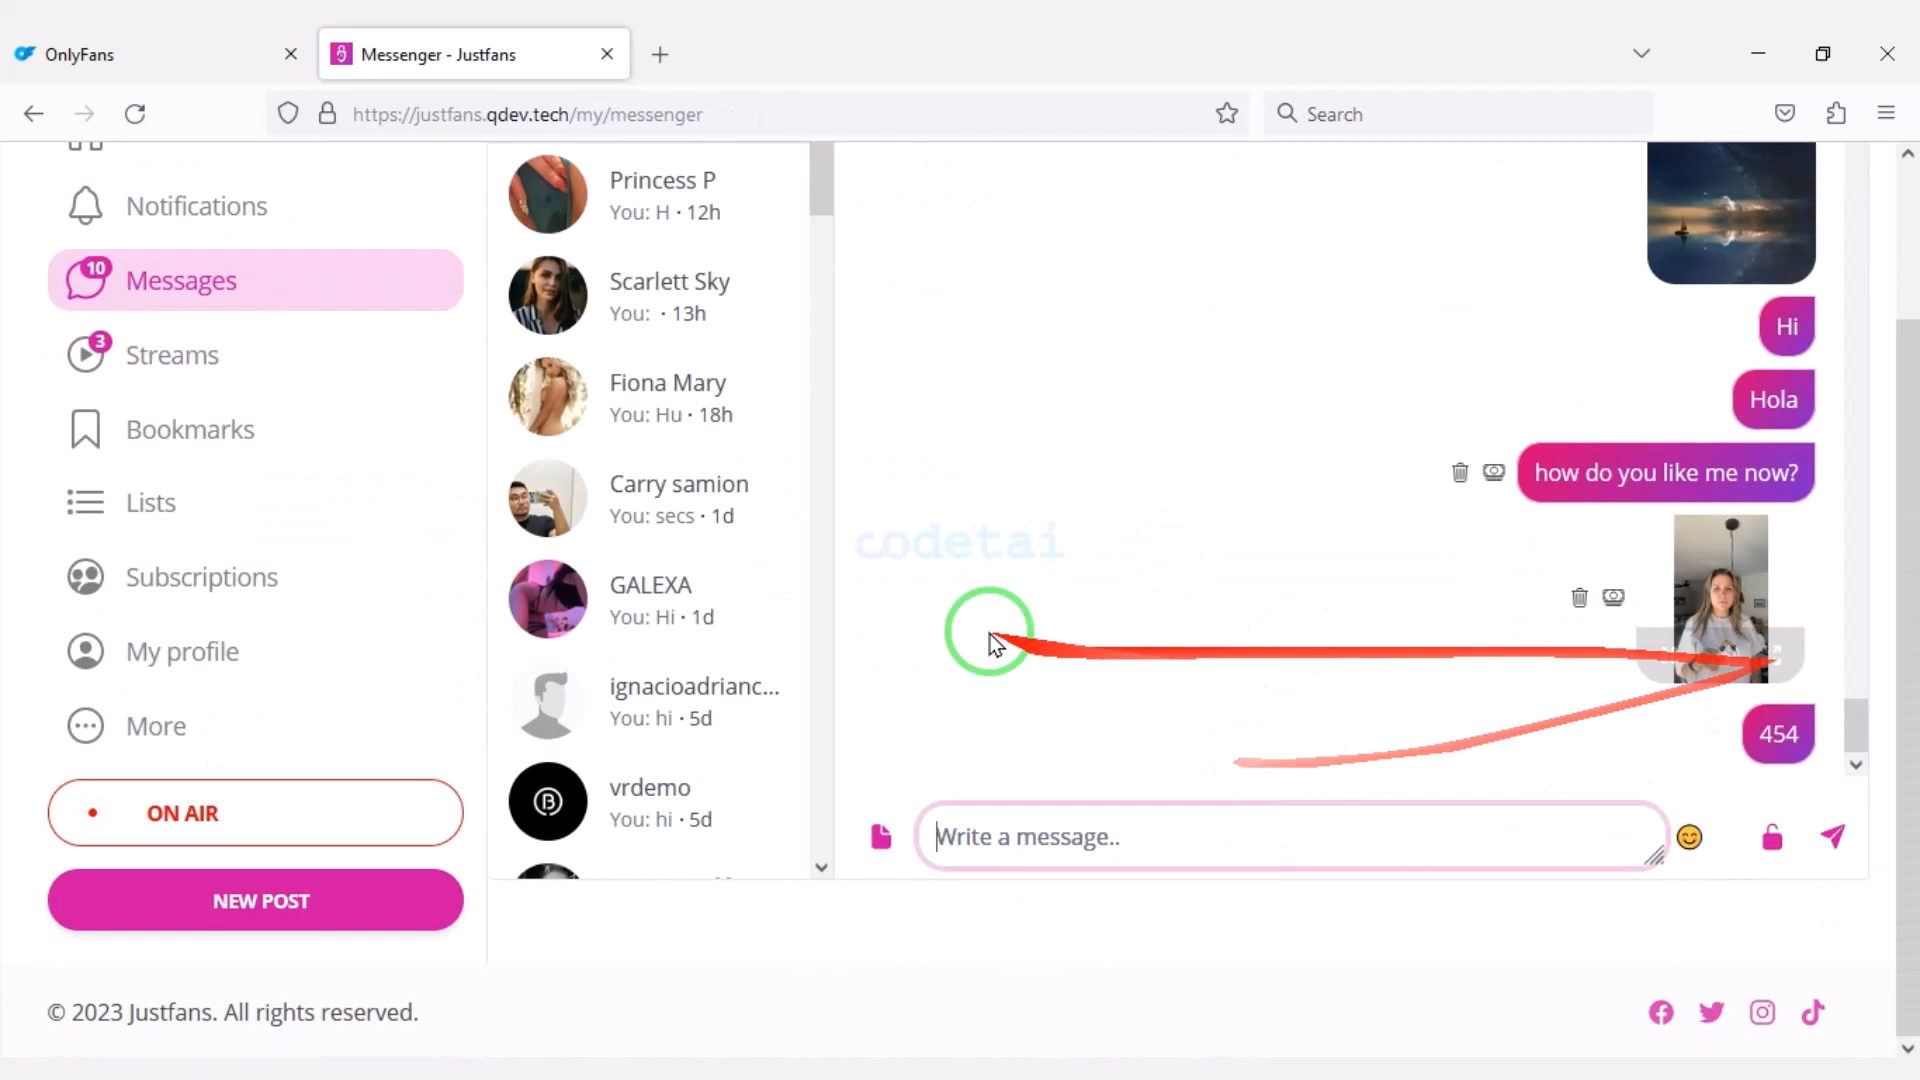 OnlyFans
Messenger - Justfans
https://justfans.qdev.tech/my/messenger
Search
Notifications
10
Messages
3
Streams
Bookmarks
Lists
Subscriptions
My profile
More
ON AIR
NEW POST
Princess P
You: H · 12h
Scarlett Sky
You: · 13h
Fiona Mary
You: Hu · 18h
Carry samion
You: secs · 1d
GALEXA
You: Hi · 1d
ignacioadrianc...
You: hi · 5d
vrdemo
You: hi · 5d
Hi
Hola
how do you like me now?
codetai
454
Write a message..
© 2023 Justfans. All rights reserved.